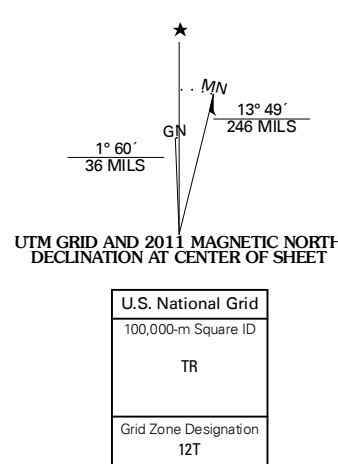 ★
MN
GN
13° 49´
246 MILS
1° 60´
36 MILS
UTM GRID AND 2011 MAGNETIC NORTH
DECLINATION AT CENTER OF SHEET
U.S. National Grid
100,000-m Square ID
TR
Grid Zone Designation
12T